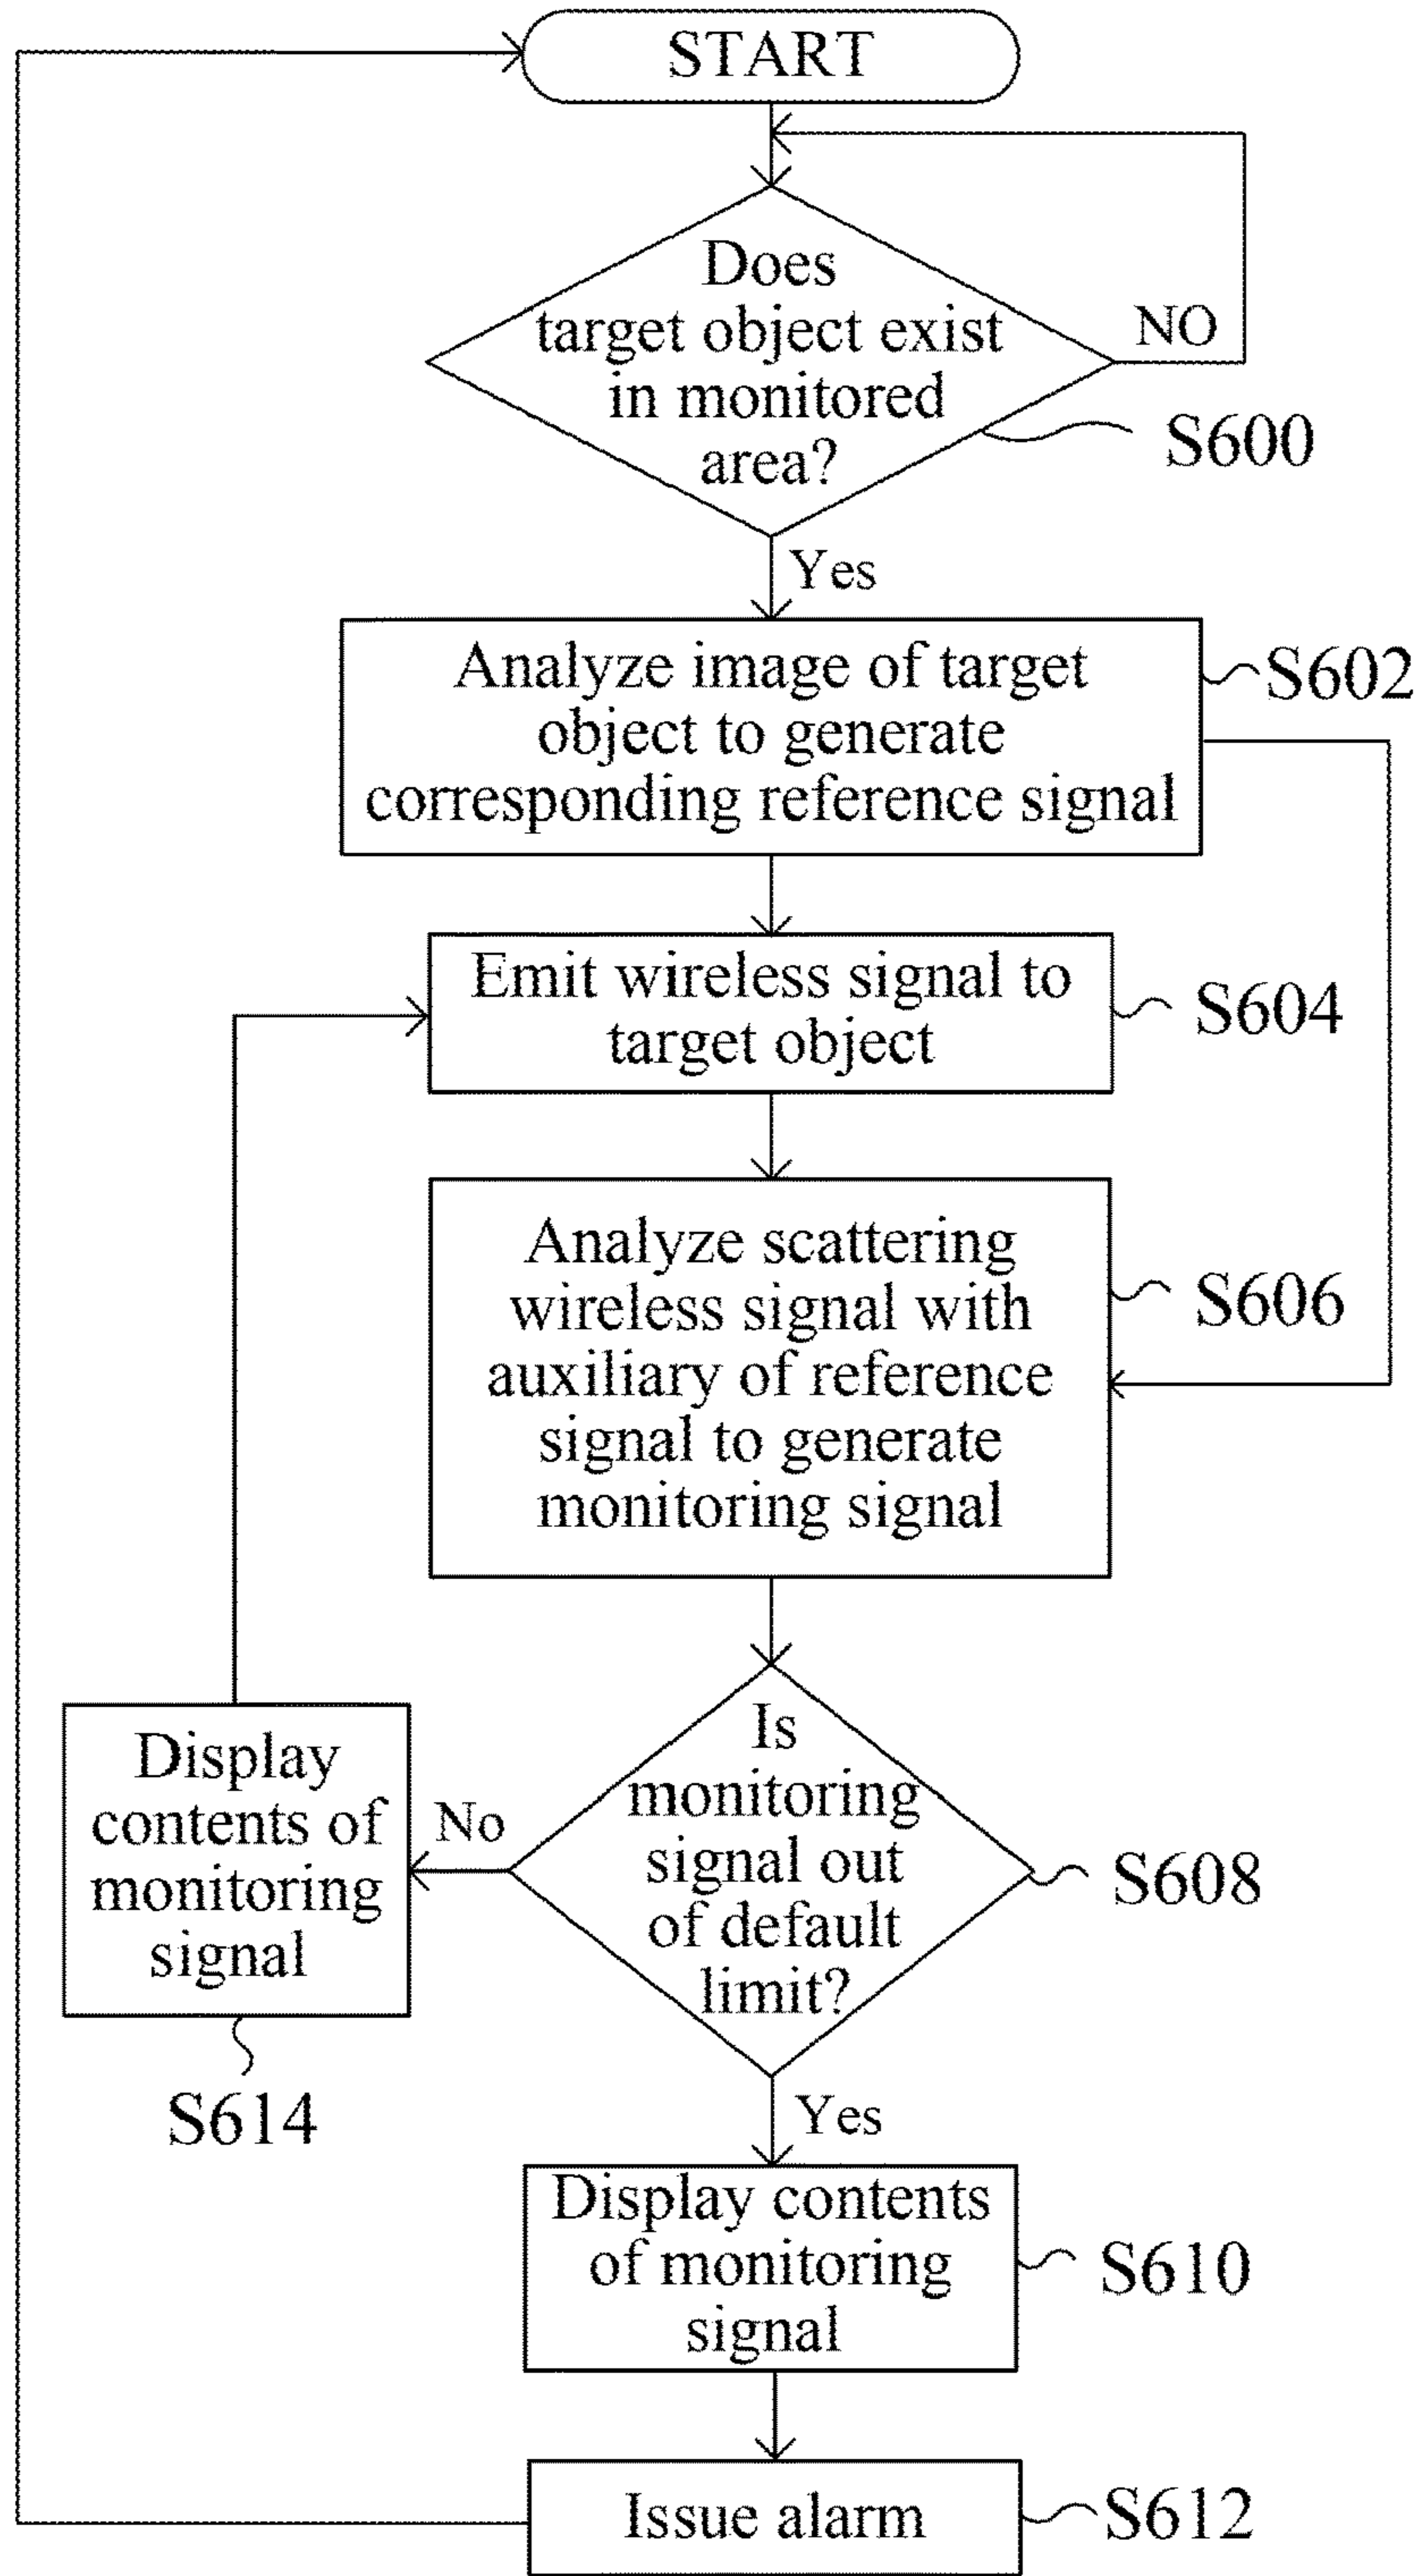 START
Does
target object exist
in monitored
area?
NO
S600
Yes
Analyze image of target
object to generate
corresponding reference signal
S602
Emit wireless signal to
target object
S604
Analyze scattering
wireless signal with
auxiliary of reference
signal to generate
monitoring signal
S606
Is
monitoring
signal out
of default
limit?
S608
No
Display
contents of
monitoring
signal
S614
Yes
Display contents
of monitoring
signal
S610
Issue alarm
S612